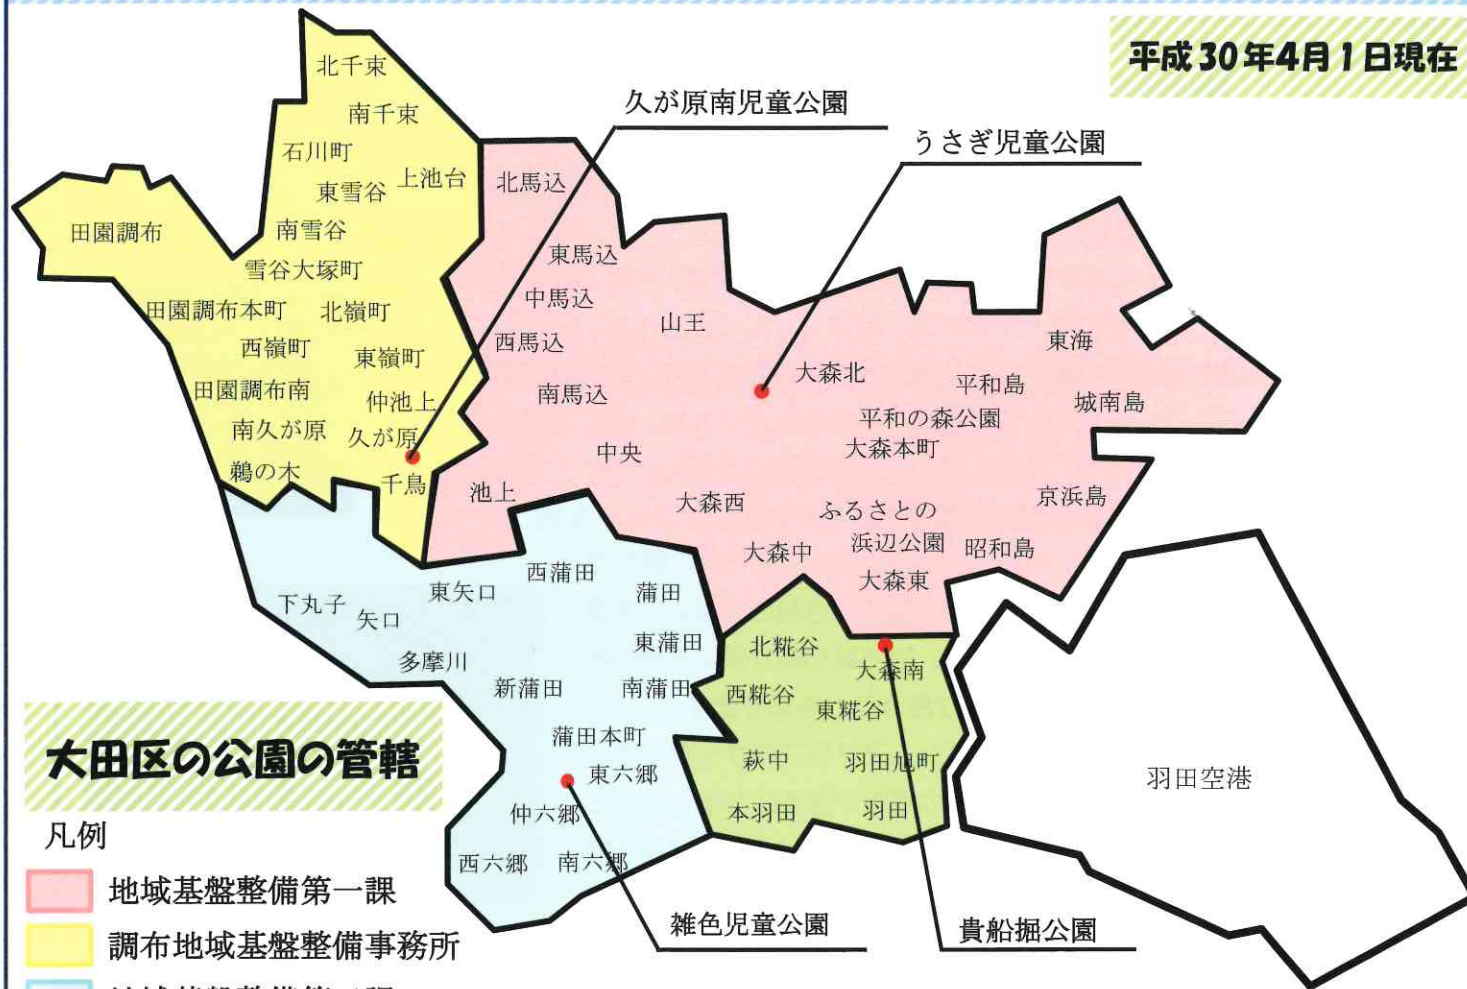 平成30年4月1日現在
久が原南児童公園
うさぎ児童公園
北千束
南千束
石川町
東雪谷
上池台
田園調布
南雪谷
雪谷大塚町
田園調布本町
北嶺町
西嶺町
東嶺町
田園調布南
仲池上
南久が原
久が原
鵜の木
千鳥
北馬込
東馬込
中馬込
西馬込
南馬込
山王
大森北
東海
平和島
城南島
平和の森公園
大森本町
中央
池上
大森西
ふるさとの
浜辺公園
京浜島
昭和島
大森中
大森東
西蒲田
東矢口
蒲田
下丸子
矢口
東蒲田
多摩川
新蒲田
南蒲田
蒲田本町
東六郷
仲六郷
西六郷
南六郷
北糀谷
大森南
西糀谷
東糀谷
萩中
羽田旭町
本羽田
羽田
羽田空港
雑色児童公園
貴船掘公園
大田区の公園の管轄
凡例
地域基盤整備第一課
調布地域基盤整備事務所